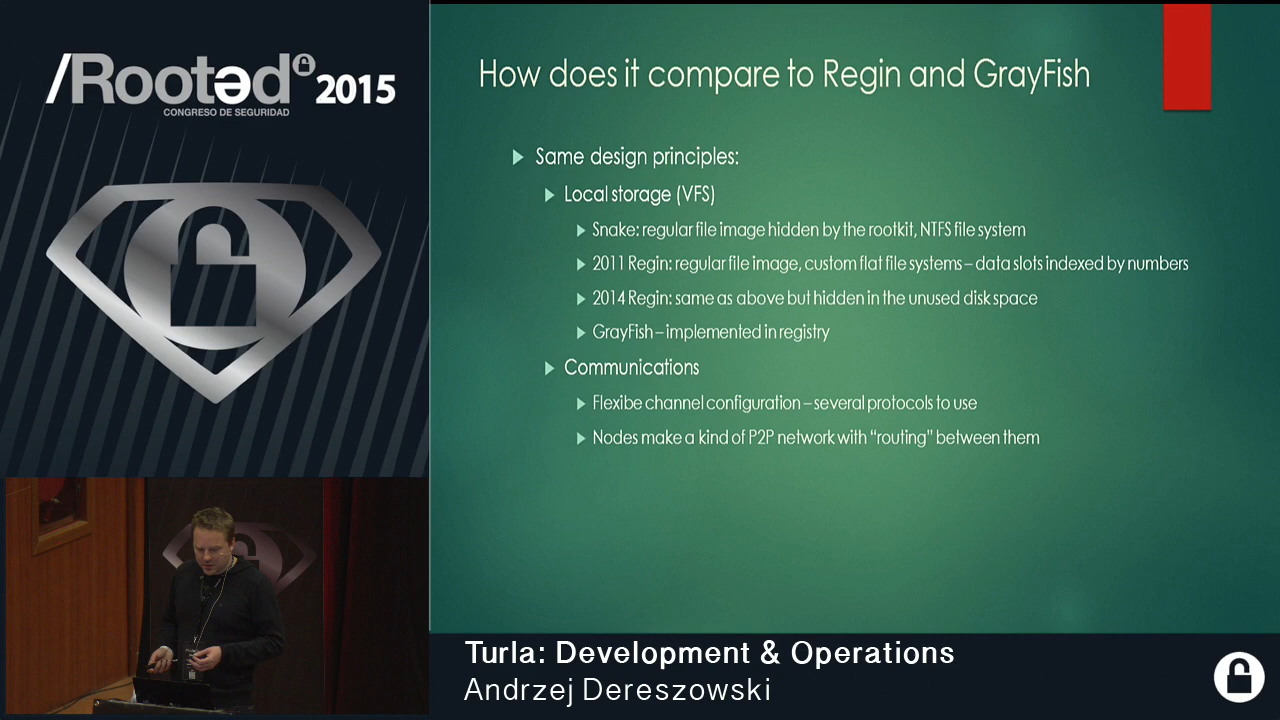 /Rootəd 2015
CONGRESO DE SEGURIDAD
How does it compare to Regin and GrayFish
Same design principles:
Local storage (VFS)
Snake: regular file image hidden by the rootkit, NTFS file system
2011 Regin: regular file image, custom flat file systems – data slots indexed by numbers
2014 Regin: same as above but hidden in the unused disk space
GrayFish – implemented in registry
Communications
Flexibe channel configuration – several protocols to use
Nodes make a kind of P2P network with “routing” between them
Turla: Development & Operations
Andrzej Dereszowski